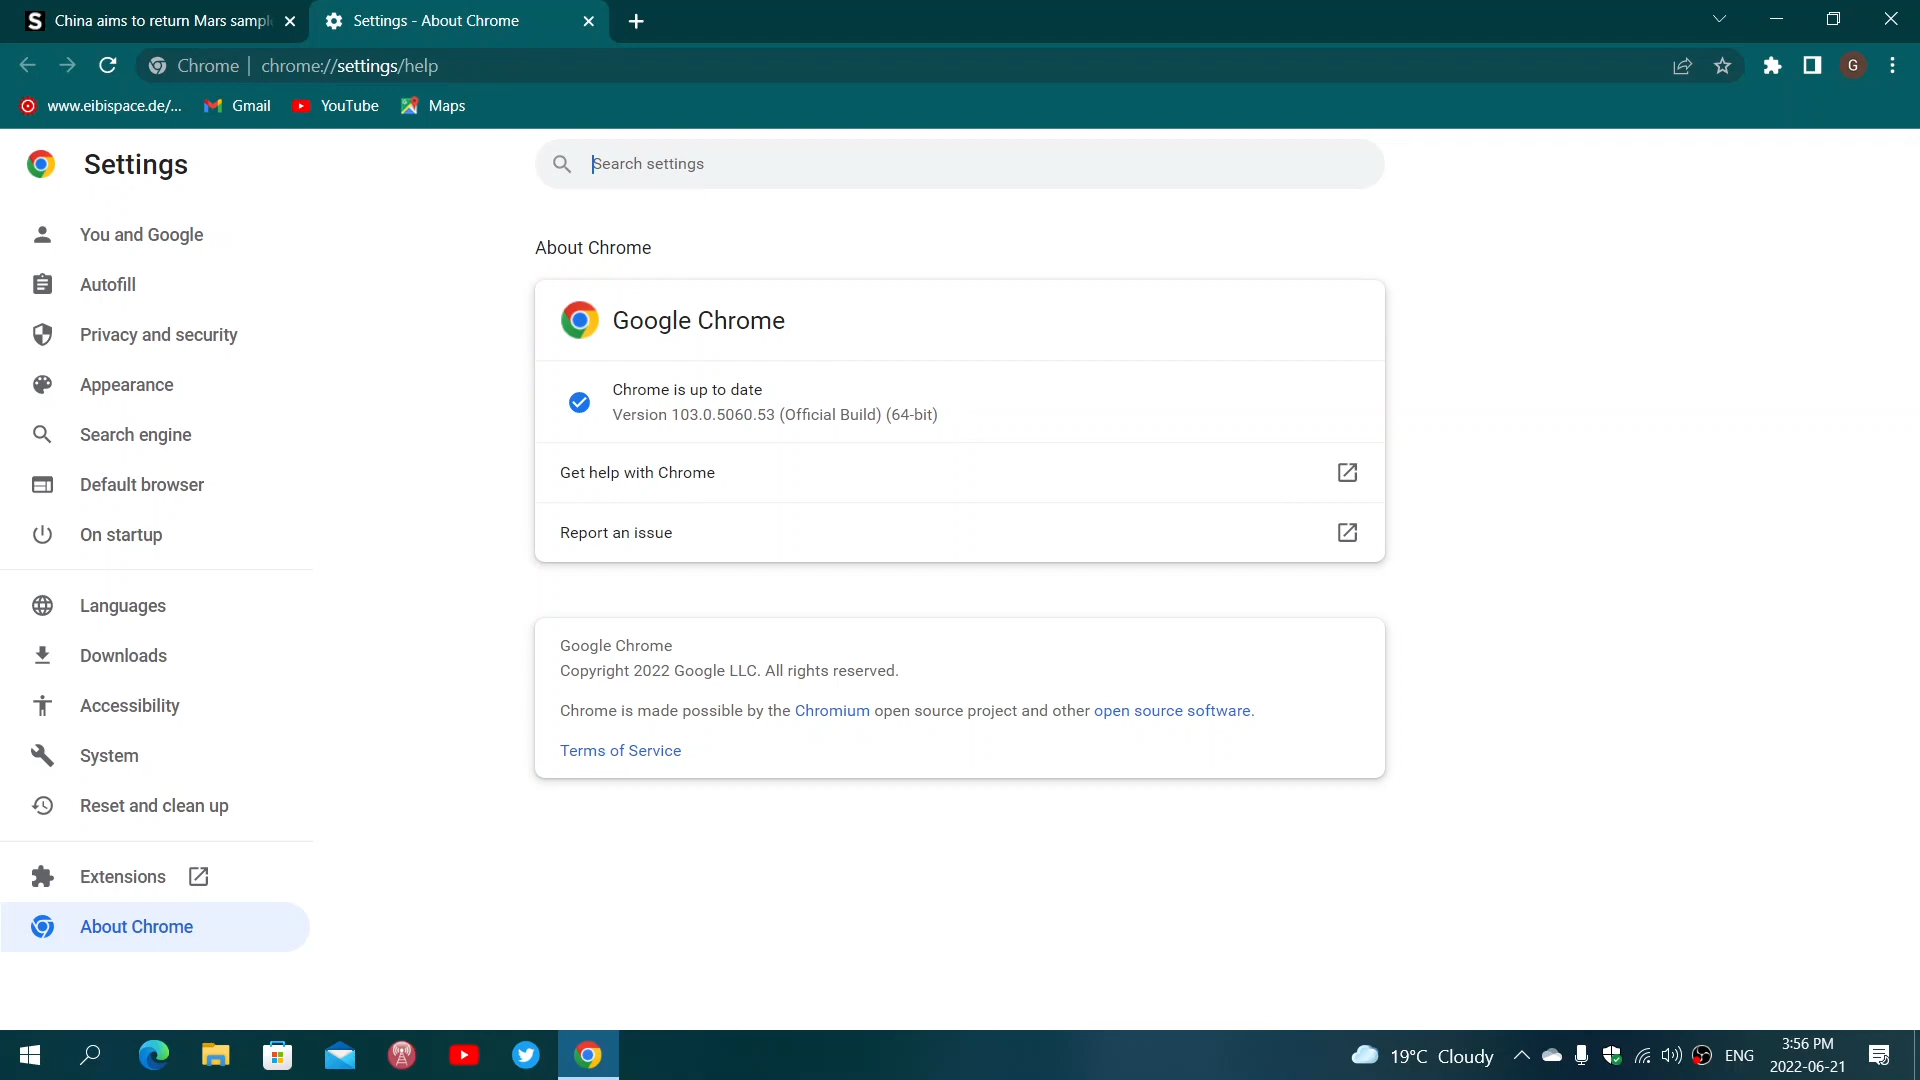 China aims to return Mars sampl
Settings - About Chrome
Chrome | chrome://settings/help
G
www.eibispace.de/...
Gmail
YouTube
Maps
Settings
Search settings
You and Google
Autofill
Privacy and security
Appearance
Search engine
Default browser
On startup
Languages
Downloads
Accessibility
System
Reset and clean up
Extensions
About Chrome
About Chrome
Google Chrome
Chrome is up to date
Version 103.0.5060.53 (Official Build) (64-bit)
Get help with Chrome
Report an issue
Google Chrome
Copyright 2022 Google LLC. All rights reserved.
Chrome is made possible by the Chromium open source project and other open source software.
Terms of Service
19°C Cloudy
ENG
3:56 PM
2022-06-21